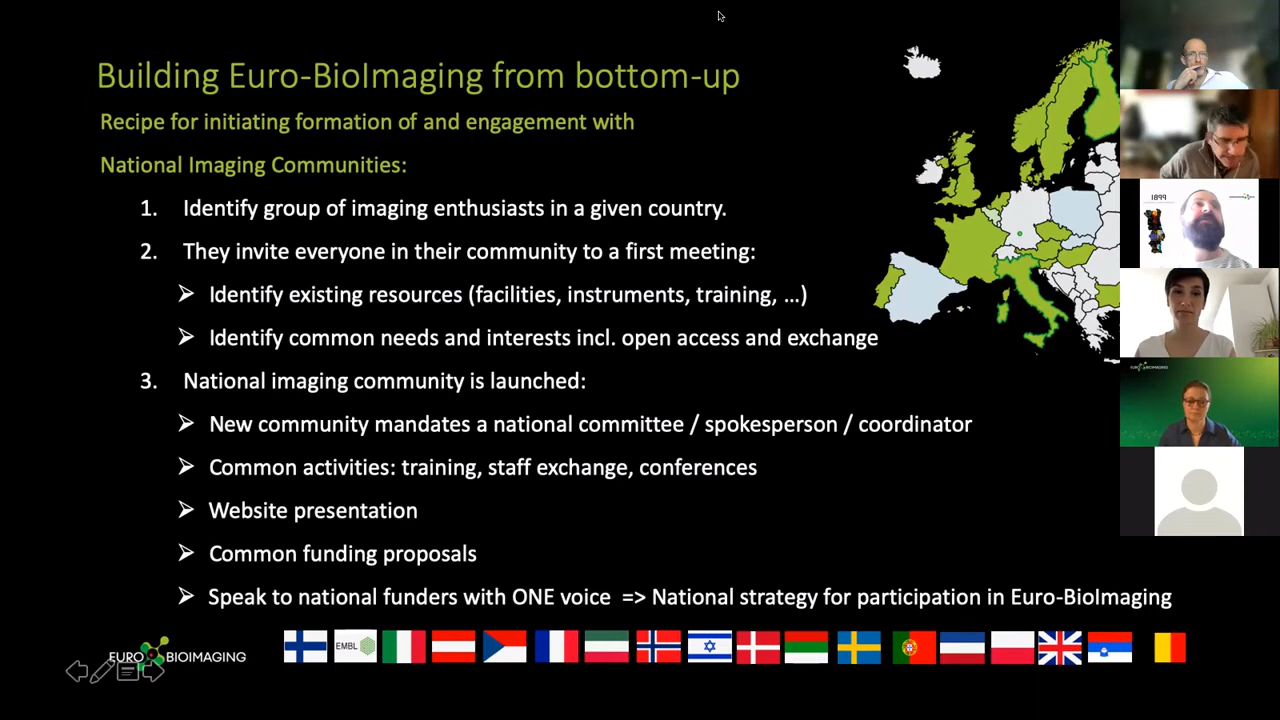 Building Euro-BioImaging from bottom-up
Recipe for initiating formation of and engagement with
National Imaging Communities:
1. Identify group of imaging enthusiasts in a given country.
2. They invite everyone in their community to a first meeting:
➢ Identify existing resources (facilities, instruments, training, …)
➢ Identify common needs and interests incl. open access and exchange
3. National imaging community is launched:
➢ New community mandates a national committee / spokesperson / coordinator
➢ Common activities: training, staff exchange, conferences
➢ Website presentation
➢ Common funding proposals
➢ Speak to national funders with ONE voice => National strategy for participation in Euro-BioImaging
EURO BIOIMAGING
EMBL
1899
EURO BIOIMAGING